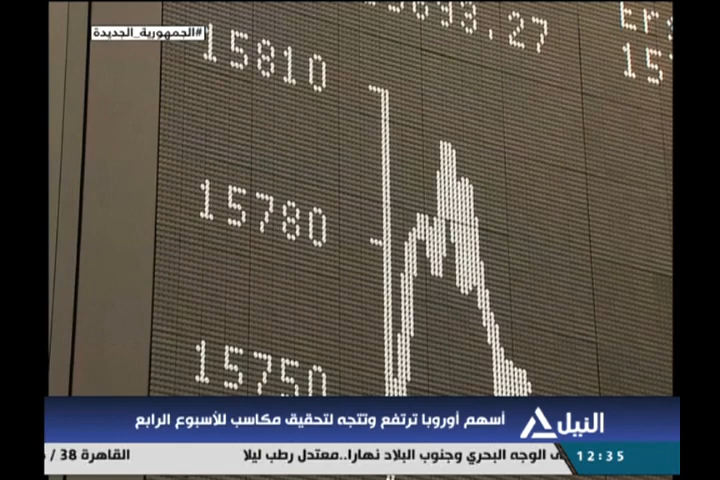 #الجمهورية_الجديدة
15810
15780
15750
النيل
أسهم أوروبا ترتفع وتتجه لتحقيق مكاسب للأسبوع الرابع
12:35
الوجه البحري وجنوب البلاد نهارا..معتدل رطب ليلا
القاهرة 38 /